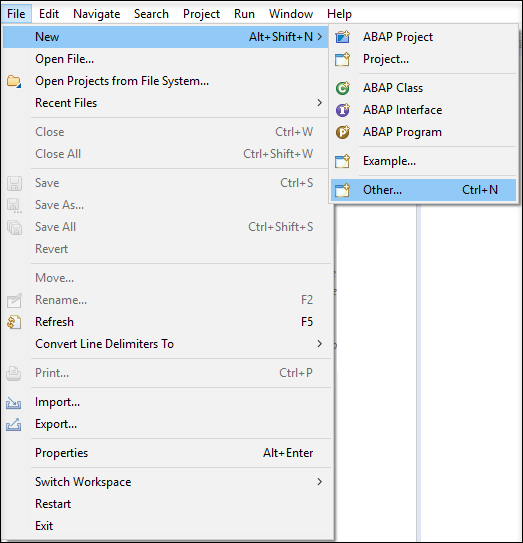 File Edit Navigate Search Project Run Window Help
New Alt+Shift+N
Open File...
Open Projects from File System...
Recent Files
Close Ctrl+W
Close All Ctrl+Shift+W
Save Ctrl+S
Save As...
Save All Ctrl+Shift+S
Revert
Move...
Rename... F2
Refresh F5
Convert Line Delimiters To
Print... Ctrl+P
Import...
Export...
Properties Alt+Enter
Switch Workspace
Restart
Exit
ABAP Project
Project...
ABAP Class
ABAP Interface
ABAP Program
Example...
Other... Ctrl+N